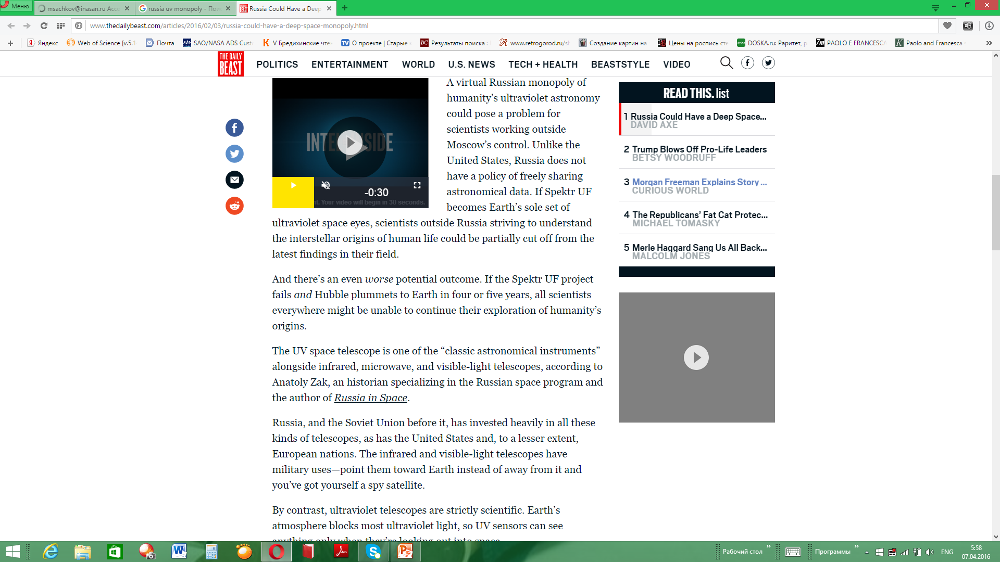 Меню
msachkov@inasan.ru Acco
russia uv monopoly - Пои
Russia Could Have a Deep
www.thedailybeast.com/articles/2016/02/03/russia-could-have-a-deep-space-monopoly.html
Яндекс
Web of Science [v.5.1
Почта
SAO/NASA ADS Cust
V Бредихинские чте
О проекте | Старые
Результаты поиска :
www.retrogorod.ru/sl
Создание картин на
Цены на роспись сте
DOSKA.ru: Раритет, р
PAOLO E FRANCESCA
Paolo and Francesca
THE DAILY
BEAST
POLITICS
ENTERTAINMENT
WORLD
U.S. NEWS
TECH + HEALTH
BEASTSTYLE
VIDEO
-0:30
nt. Your video will begin in 30 seconds.
A virtual Russian monopoly of
humanity’s ultraviolet astronomy
could pose a problem for
scientists working outside
Moscow’s control. Unlike the
United States, Russia does not
have a policy of freely sharing
astronomical data. If Spektr UF
becomes Earth’s sole set of
ultraviolet space eyes, scientists outside Russia striving to understand
the interstellar origins of human life could be partially cut off from the
latest findings in their field.
And there’s an even worse potential outcome. If the Spektr UF project
fails and Hubble plummets to Earth in four or five years, all scientists
everywhere might be unable to continue their exploration of humanity’s
origins.
The UV space telescope is one of the “classic astronomical instruments”
alongside infrared, microwave, and visible-light telescopes, according to
Anatoly Zak, an historian specializing in the Russian space program and
the author of Russia in Space.
Russia, and the Soviet Union before it, has invested heavily in all these
kinds of telescopes, as has the United States and, to a lesser extent,
European nations. The infrared and visible-light telescopes have
military uses—point them toward Earth instead of away from it and
you’ve got yourself a spy satellite.
By contrast, ultraviolet telescopes are strictly scientific. Earth’s
atmosphere blocks most ultraviolet light, so UV sensors can see
anything only when they’re looking out into space.
READ THIS. list
1 Russia Could Have a Deep Space...
DAVID AXE
2 Trump Blows Off Pro-Life Leaders
BETSY WOODRUFF
3 Morgan Freeman Explains Story ...
CURIOUS WORLD
4 The Republicans’ Fat Cat Protec...
MICHAEL TOMASKY
5 Merle Haggard Sang Us All Back...
MALCOLM JONES
Рабочий стол
Программы
ENG
5:58
07.04.2016